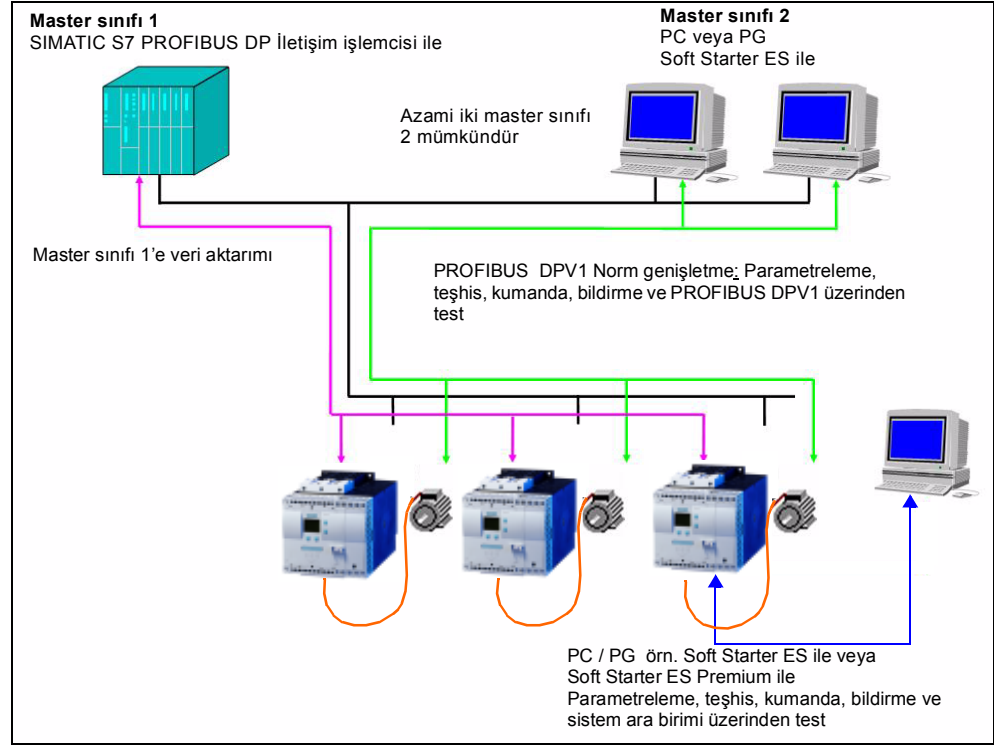 Master sınıfı 1
SIMATIC S7 PROFIBUS DP İletişim işlemcisi ile
Master sınıfı 2
PC veya PG
Soft Starter ES ile
Azami iki master sınıfı
2 mümkündür
Master sınıfı 1’e veri aktarımı
PROFIBUS DPV1 Norm genişletme: Parametreleme,
teşhis, kumanda, bildirme ve PROFIBUS DPV1 üzerinden
test
PC / PG örn. Soft Starter ES ile veya
Soft Starter ES Premium ile
Parametreleme, teşhis, kumanda, bildirme ve
sistem ara birimi üzerinden test